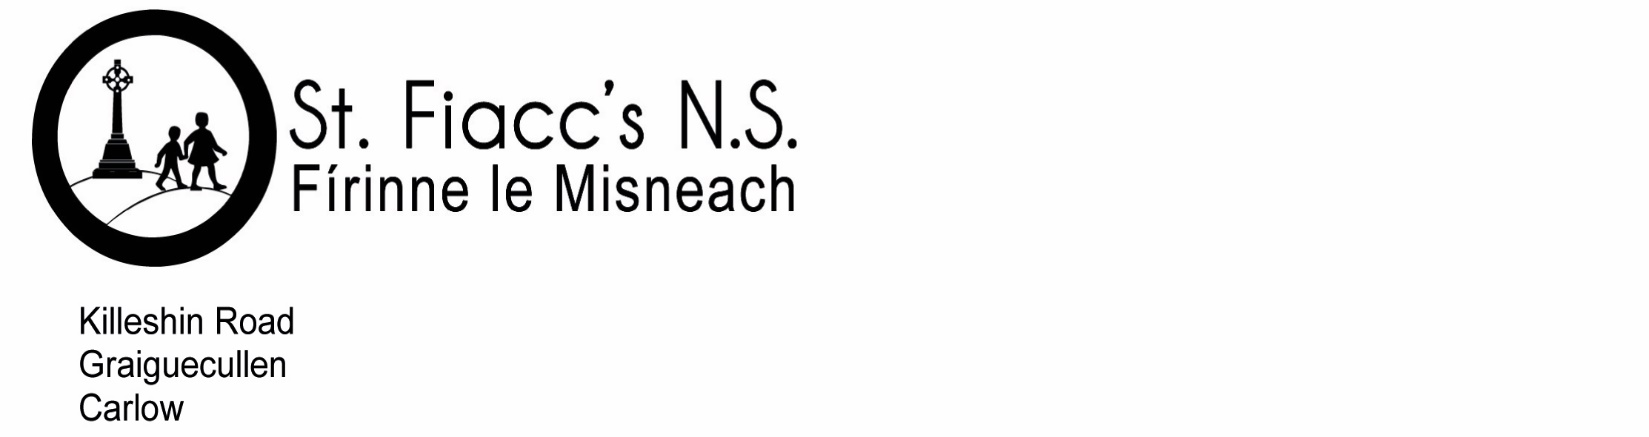 St. Fiacc's N.S.
Fírinne le Misneach
Killeshin Road
Graiguecullen
Carlow